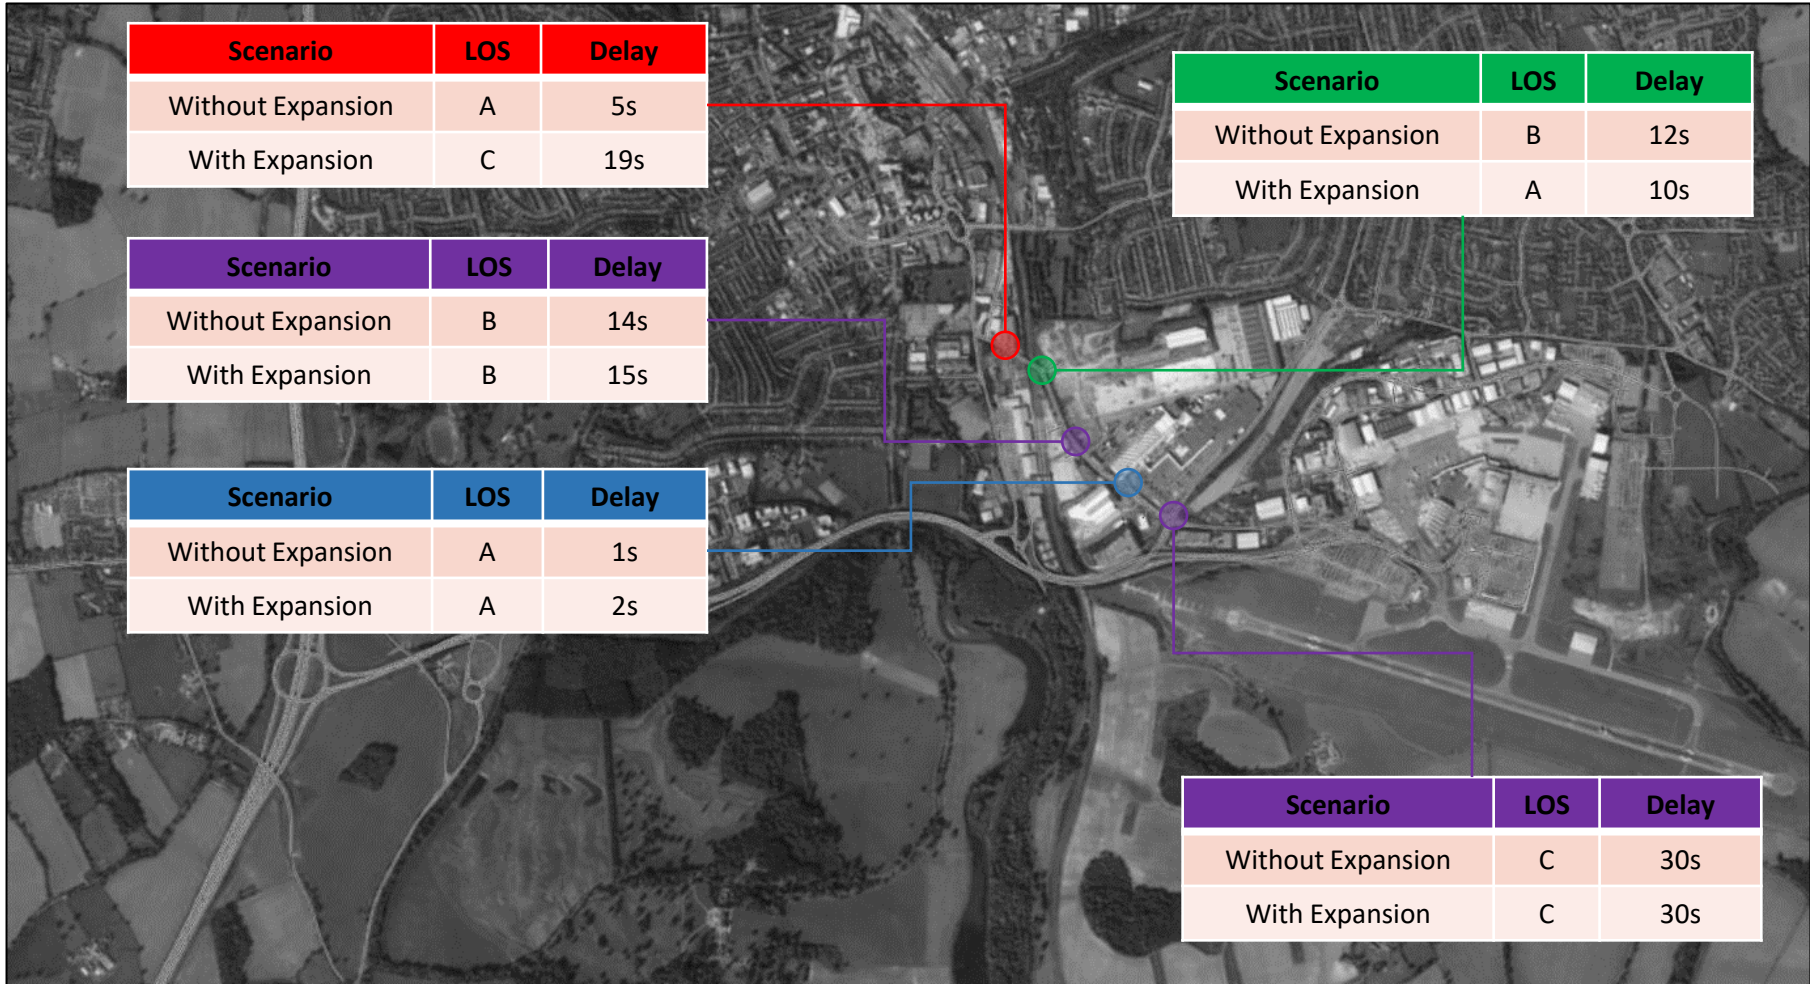 Scenario LOS Delay
Without Expansion A 5s
With Expansion C 19s
Scenario LOS Delay
Without Expansion B 12s
With Expansion A 10s
Scenario LOS Delay
Without Expansion B 14s
With Expansion B 15s
Scenario LOS Delay
Without Expansion A 1s
With Expansion A 2s
Scenario LOS Delay
Without Expansion C 30s
With Expansion C 30s